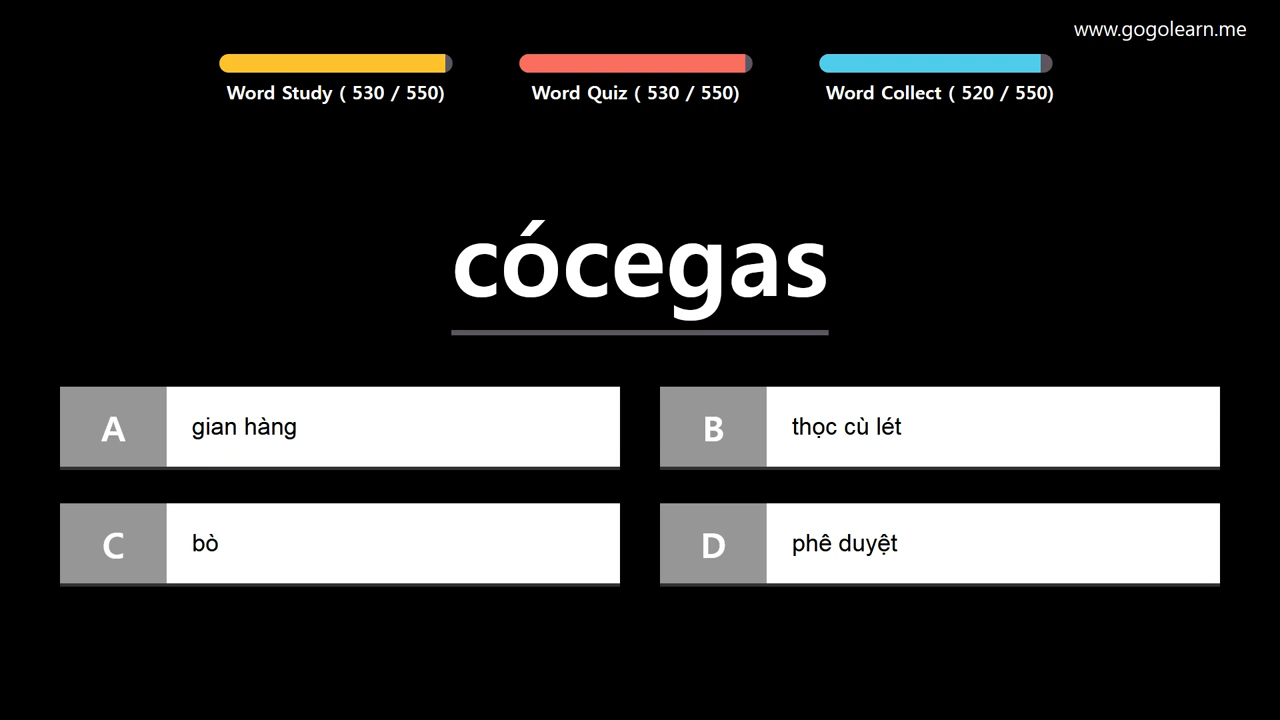 www.gogolearn.me
Word Study ( 530 / 550)
Word Quiz ( 530 / 550)
Word Collect ( 520 / 550)
cócegas
A
gian hàng
B
thọc cù lét
C
bò
D
phê duyệt